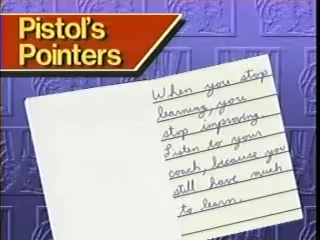 Pistol's
Pointers
When you stop
learning, you
stop improving
Listen to your
coach, because you
still have much
to learn.